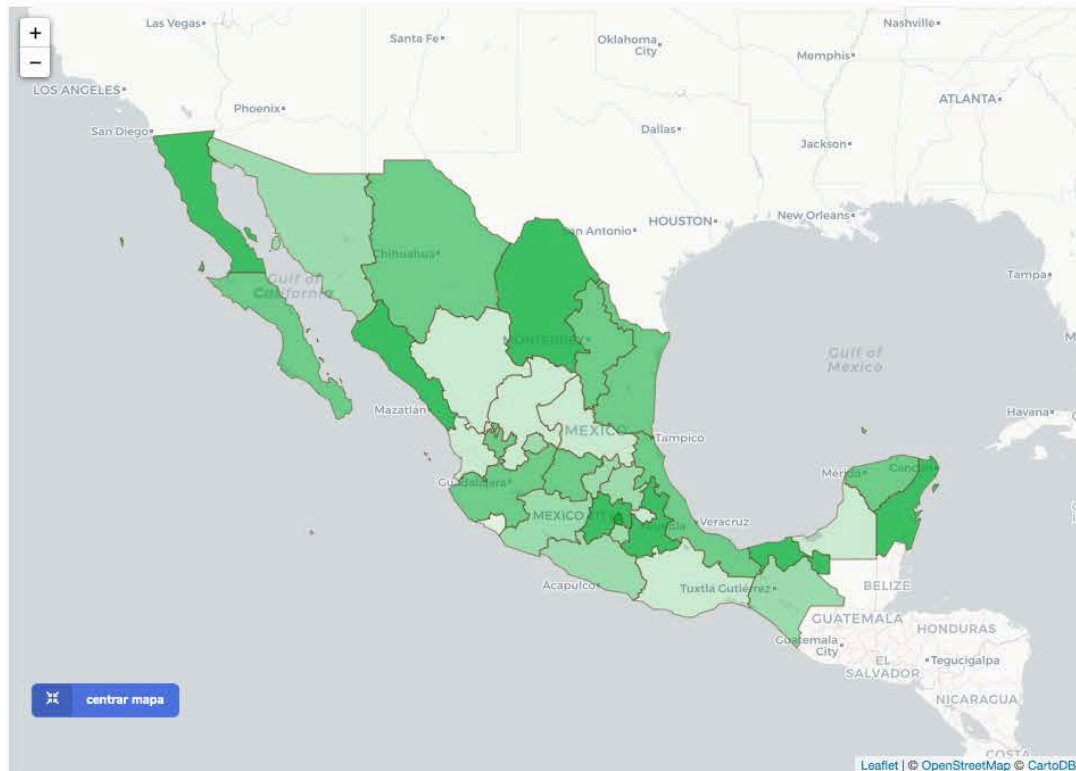 +
−
Las Vegas
Santa Fe
Oklahoma
City
Nashville
Memphis
LOS ANGELES
Phoenix
ATLANTA
San Diego
Dallas
Jackson
HOUSTON
New Orleans
San Antonio
Chihuahua
Gulf of
California
Tampa
MONTERREY
Gulf of
Mexico
Mazatlán
Havana
MEXICO
Tampico
Guadalajara
Mérida
Cancún
MEXICO CITY
Veracruz
Acapulco
Tuxtla Gutiérrez
BELIZE
GUATEMALA
Guatemala
City
HONDURAS
EL
SALVADOR
Tegucigalpa
NICARAGUA
centrar mapa
COSTA
Leaflet | © OpenStreetMap © CartoDB